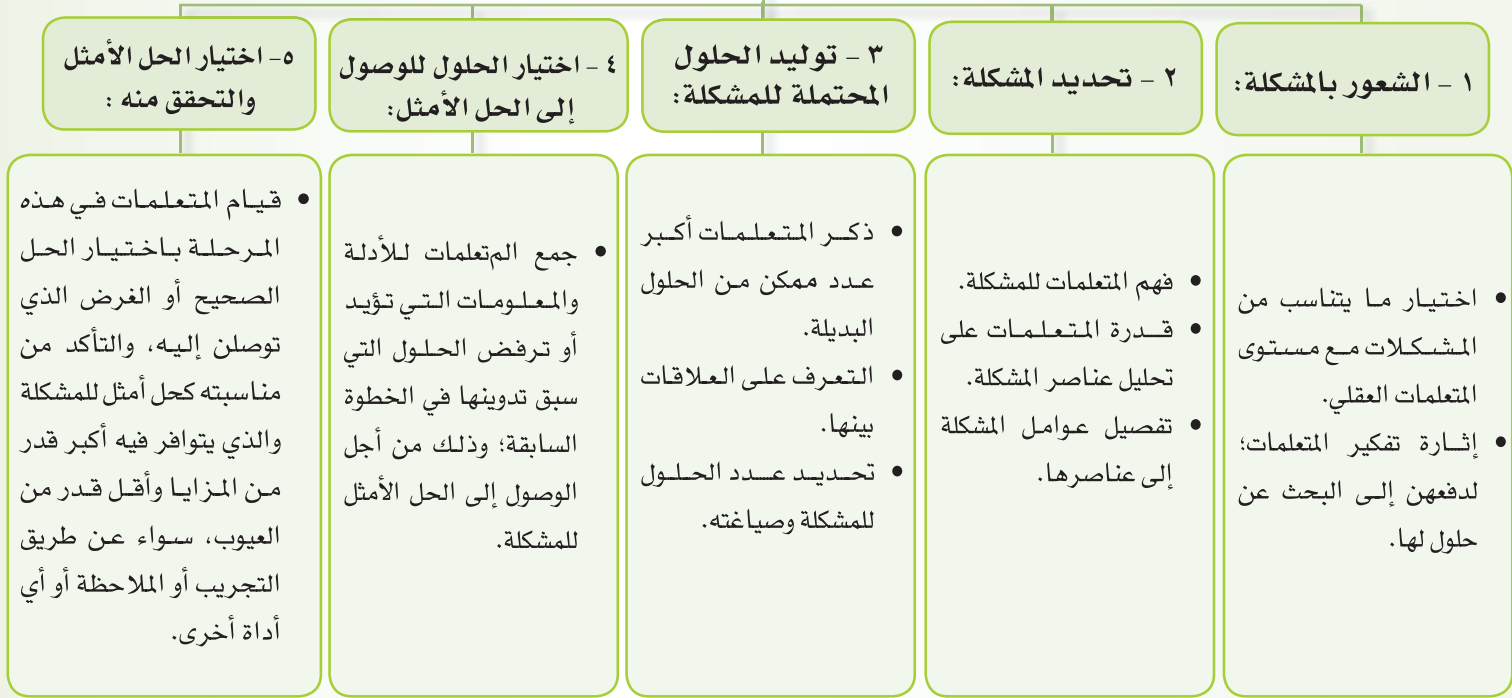 ١ - الشعور بالمشكلة:
• اختيار ما يتناسب من
المشكلات مع مستوى
المتعلمات العقلي.
• إثارة تفكير المتعلمات؛
لدفعهن إلى البحث عن
حلول لها.
٢ - تحديد المشكلة:
• فهم المتعلمات للمشكلة.
• قدرة المتعلمات على
تحليل عناصر المشكلة.
• تفصيل عوامل المشكلة
إلى عناصرها.
٣ - توليد الحلول
المحتملة للمشكلة:
• ذكر المتعلمات أكبر
عدد ممكن من الحلول
البديلة.
• التعرف على العلاقات
بينها.
• تحديد عدد الحلول
للمشكلة وصياغته.
٤ - اختيار الحلول للوصول
إلى الحل الأمثل:
• جمع المتعلمات للأدلة
والمعلومات التي تؤيد
أو ترفض الحلول التي
سبق تدوينها في الخطوة
السابقة؛ وذلك من أجل
الوصول إلى الحل الأمثل
للمشكلة.
٥- اختيار الحل الأمثل
والتحقق منه :
• قيام المتعلمات في هذه
المرحلة باختيار الحل
الصحيح أو الغرض الذي
توصلن إليه، والتأكد من
مناسبته كحل أمثل للمشكلة
والذي يتوافر فيه أكبر قدر
من المزايا وأقل قدر من
العيوب، سواء عن طريق
التجريب أو الملاحظة أو أي
أداة أخرى.